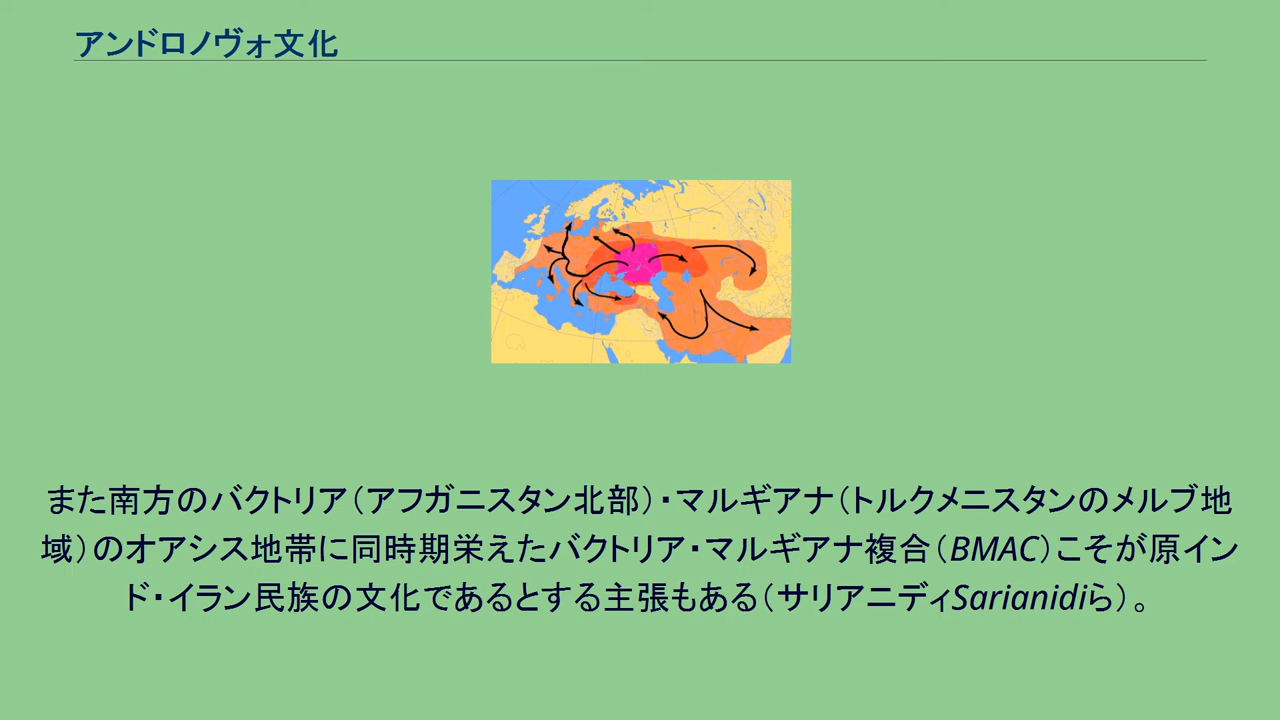 アンドロノヴォ文化
また南方のバクトリア（アフガニスタン北部）・マルギアナ（トルクメニスタンのメルブ地
域）のオアシス地帯に同時期栄えたバクトリア・マルギアナ複合（BMAC）こそが原イン
ド・イラン民族の文化であるとする主張もある（サリアニディSarianidiら）。